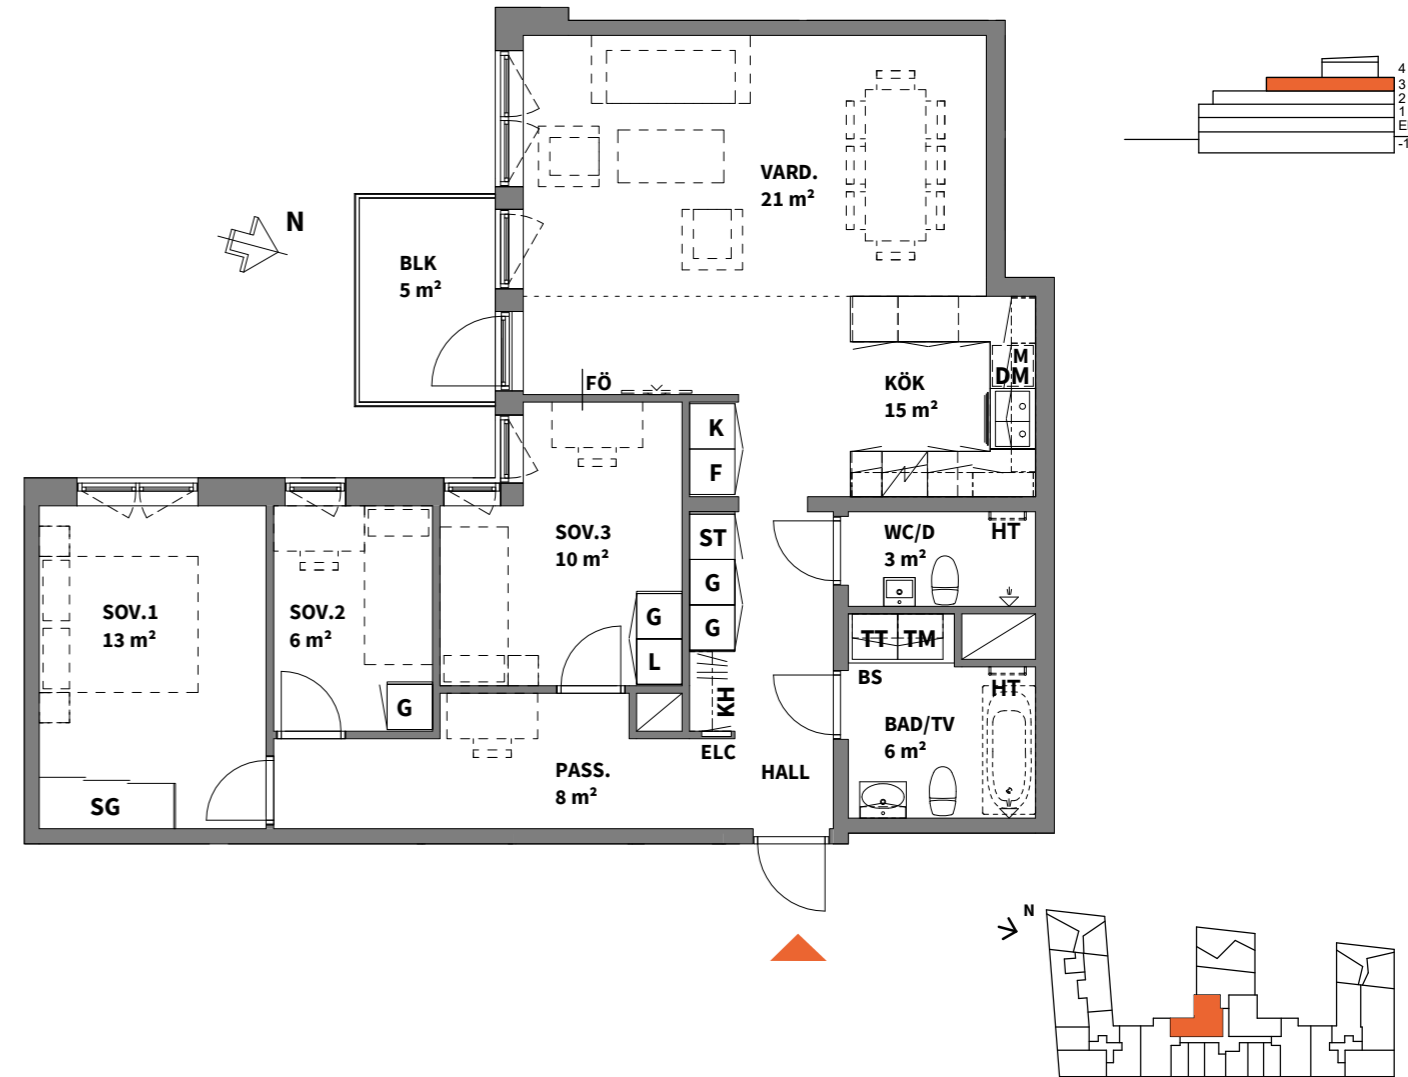 4
3
2
1
-1
N
VARD.
21 m²
BLK
5 m²
FÖ
KÖK
15 m²
M
DM
K
F
ST
G
G
KH
ELC
WC/D
3 m²
HT
TT
TM
BS
HT
BAD/TV
6 m²
SOV.1
13 m²
SOV.2
6 m²
SOV.3
10 m²
G
L
G
SG
PASS.
8 m²
HALL
N